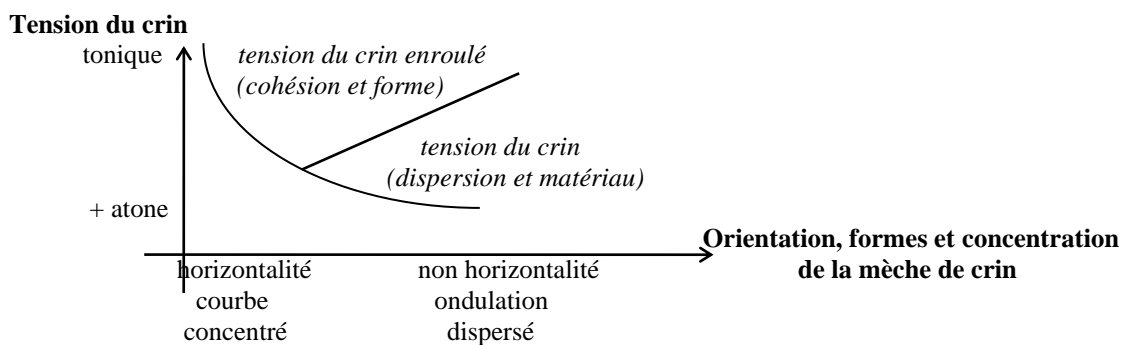 Tension du crin
tonique
tension du crin enroulé
(cohésion et forme)
tension du crin
(dispersion et matériau)
+ atone
Orientation, formes et concentration
de la mèche de crin
horizontalité
courbe
concentré
non horizontalité
ondulation
dispersé